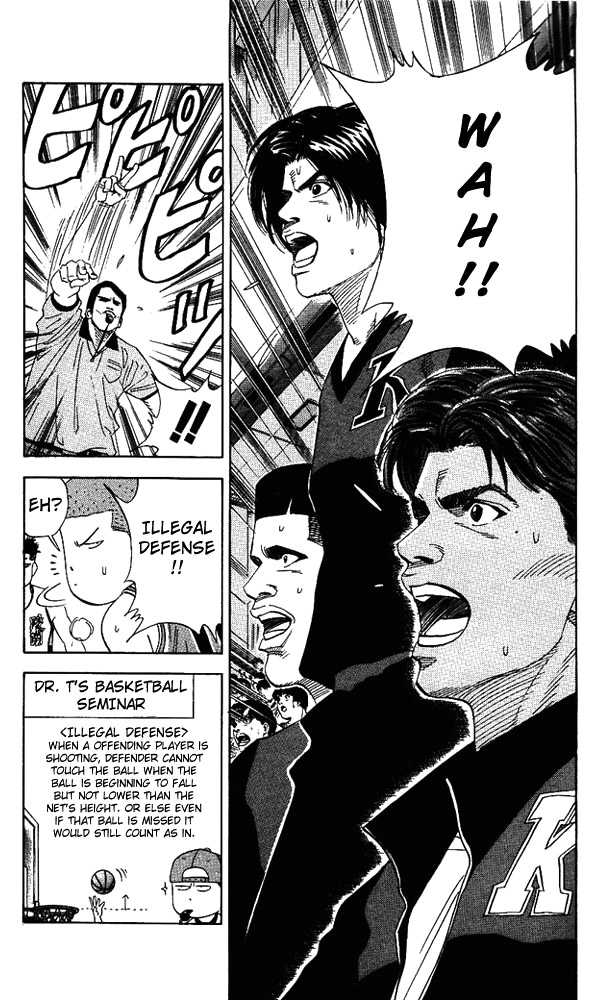 W
A
H
!!
K
K
ピピピ
ピ
!!
EH?
ILLEGAL
DEFENSE
!!
DR. T'S BASKETBALL
SEMINAR
<ILLEGAL DEFENSE>
WHEN A OFFENDING PLAYER IS
SHOOTING, DEFENDER CANNOT
TOUCH THE BALL WHEN THE
BALL IS BEGINNING TO FALL
BUT NOT LOWER THAN THE
NET'S HEIGHT. OR ELSE EVEN
IF THAT BALL IS MISSED IT
WOULD STILL COUNT AS IN.